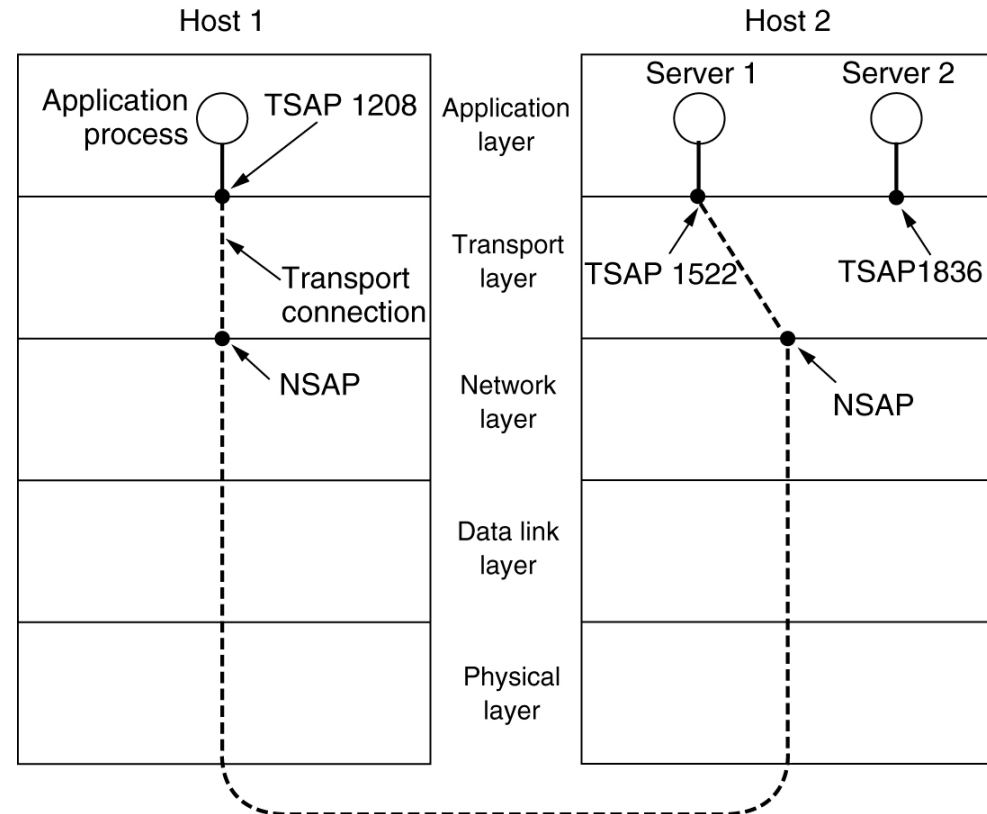 Host 1
Host 2
Application
process
TSAP 1208
Application
layer
Server 1
Server 2
Transport
connection
Transport
layer
TSAP 1522
TSAP1836
NSAP
Network
layer
NSAP
Data link
layer
Physical
layer